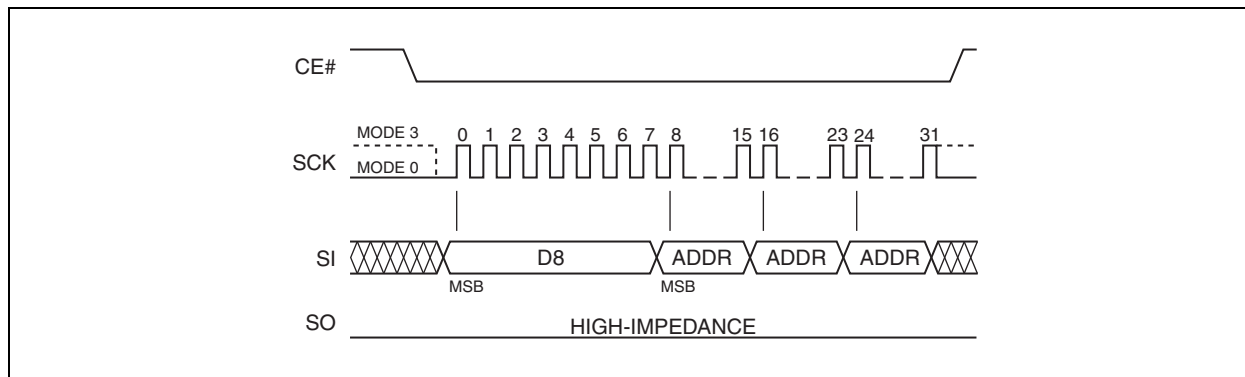 CE#
MODE 3 0 1 2 3 4 5 6 7 8 15 16 23 24 31
SCK MODE 0
SI D8 ADDR ADDR ADDR
MSB MSB
SO HIGH-IMPEDANCE